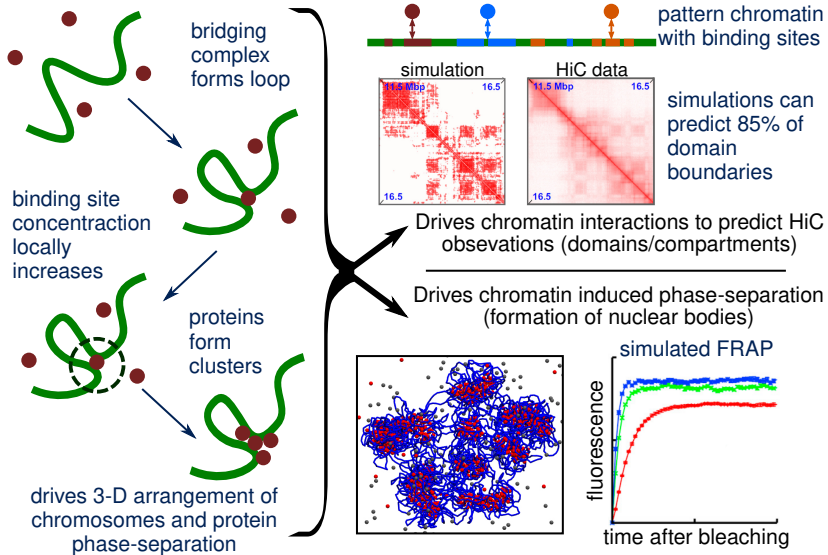 bridging
complex
forms loop
binding site
concentration
locally
increases
proteins
form
clusters
drives 3-D arrangement of
chromosomes and protein
phase-separation
pattern chromatin
with binding sites
simulation
HiC data
11.5 Mbp
16.5
16.5
11.5 Mbp
16.5
16.5
simulations can
predict 85% of
domain
boundaries
Drives chromatin interactions to predict HiC
obsevations (domains/compartments)
Drives chromatin induced phase-separation
(formation of nuclear bodies)
simulated FRAP
fluorescence
time after bleaching